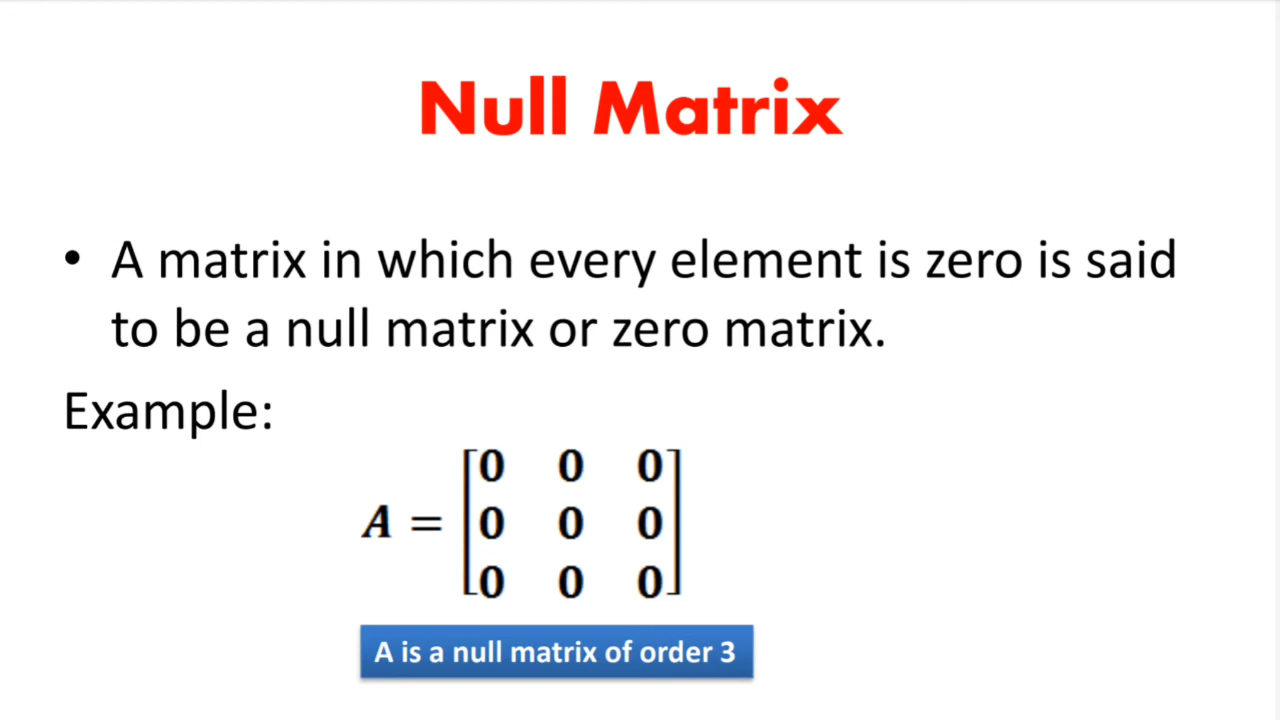 Null Matrix
• A matrix in which every element is zero is said
to be a null matrix or zero matrix.
Example:
A = [0 0 0
0 0 0
0 0 0]
A is a null matrix of order 3